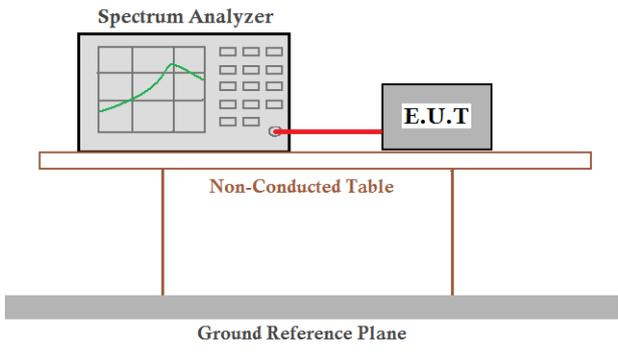 Spectrum Analyzer
E.U.T
Non-Conducted Table
Ground Reference Plane